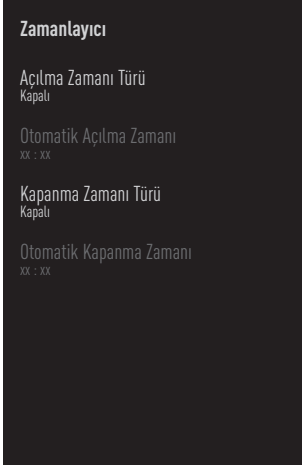 Zamanlayıcı
Açılma Zamanı Türü
Kapalı
Otomatik Açılma Zamanı
xx : xx
Kapanma Zamanı Türü
Kapalı
Otomatik Kapanma Zamanı
xx : xx